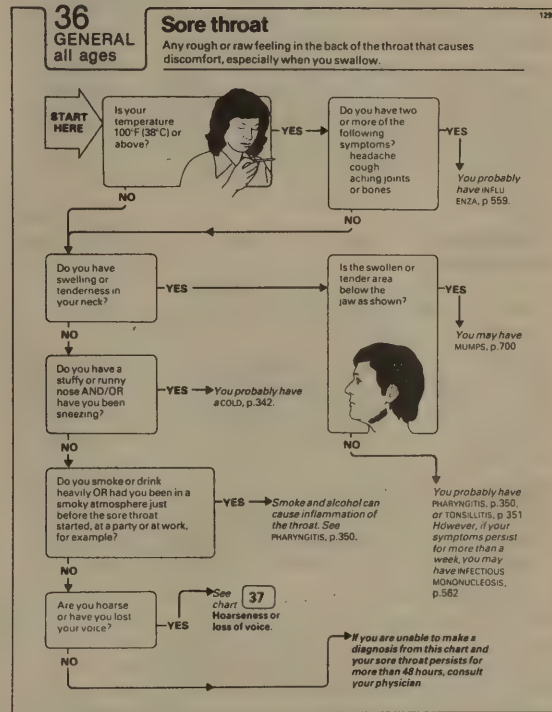 129
36
GENERAL
all ages
Sore throat
Any rough or raw feeling in the back of the throat that causes
discomfort, especially when you swallow.
START
HERE
Is your
temperature
100°F (38°C) or
above?
YES
Do you have two
or more of the
following
symptoms?
headache
cough
aching joints
or bones
YES
You probably
have INFLU
ENZA, p 559.
NO
NO
Do you have
swelling or
tenderness in
your neck?
YES
Is the swollen or
tender area
below the
jaw as shown?
YES
You may have
MUMPS, p.700
NO
NO
Do you have a
stuffy or runny
nose AND/OR
have you been
sneezing?
YES
You probably have
a COLD, p.342.
NO
You probably have
PHARYNGITIS, p.350,
or TONSILLITIS, p 351
However, if your
symptoms persist
for more than a
week, you may
have INFECTIOUS
MONONUCLEOSIS,
p.562
Do you smoke or drink
heavily OR had you been in a
smoky atmosphere just
before the sore throat
started, at a party or at work,
for example?
YES
Smoke and alcohol can
cause inflammation of
the throat. See
PHARYNGITIS, p.350.
NO
Are you hoarse
or have you lost
your voice?
YES
See
chart 37
Hoarseness or
loss of voice.
NO
If you are unable to make a
diagnosis from this chart and
your sore throat persists for
more than 48 hours, consult
your physician